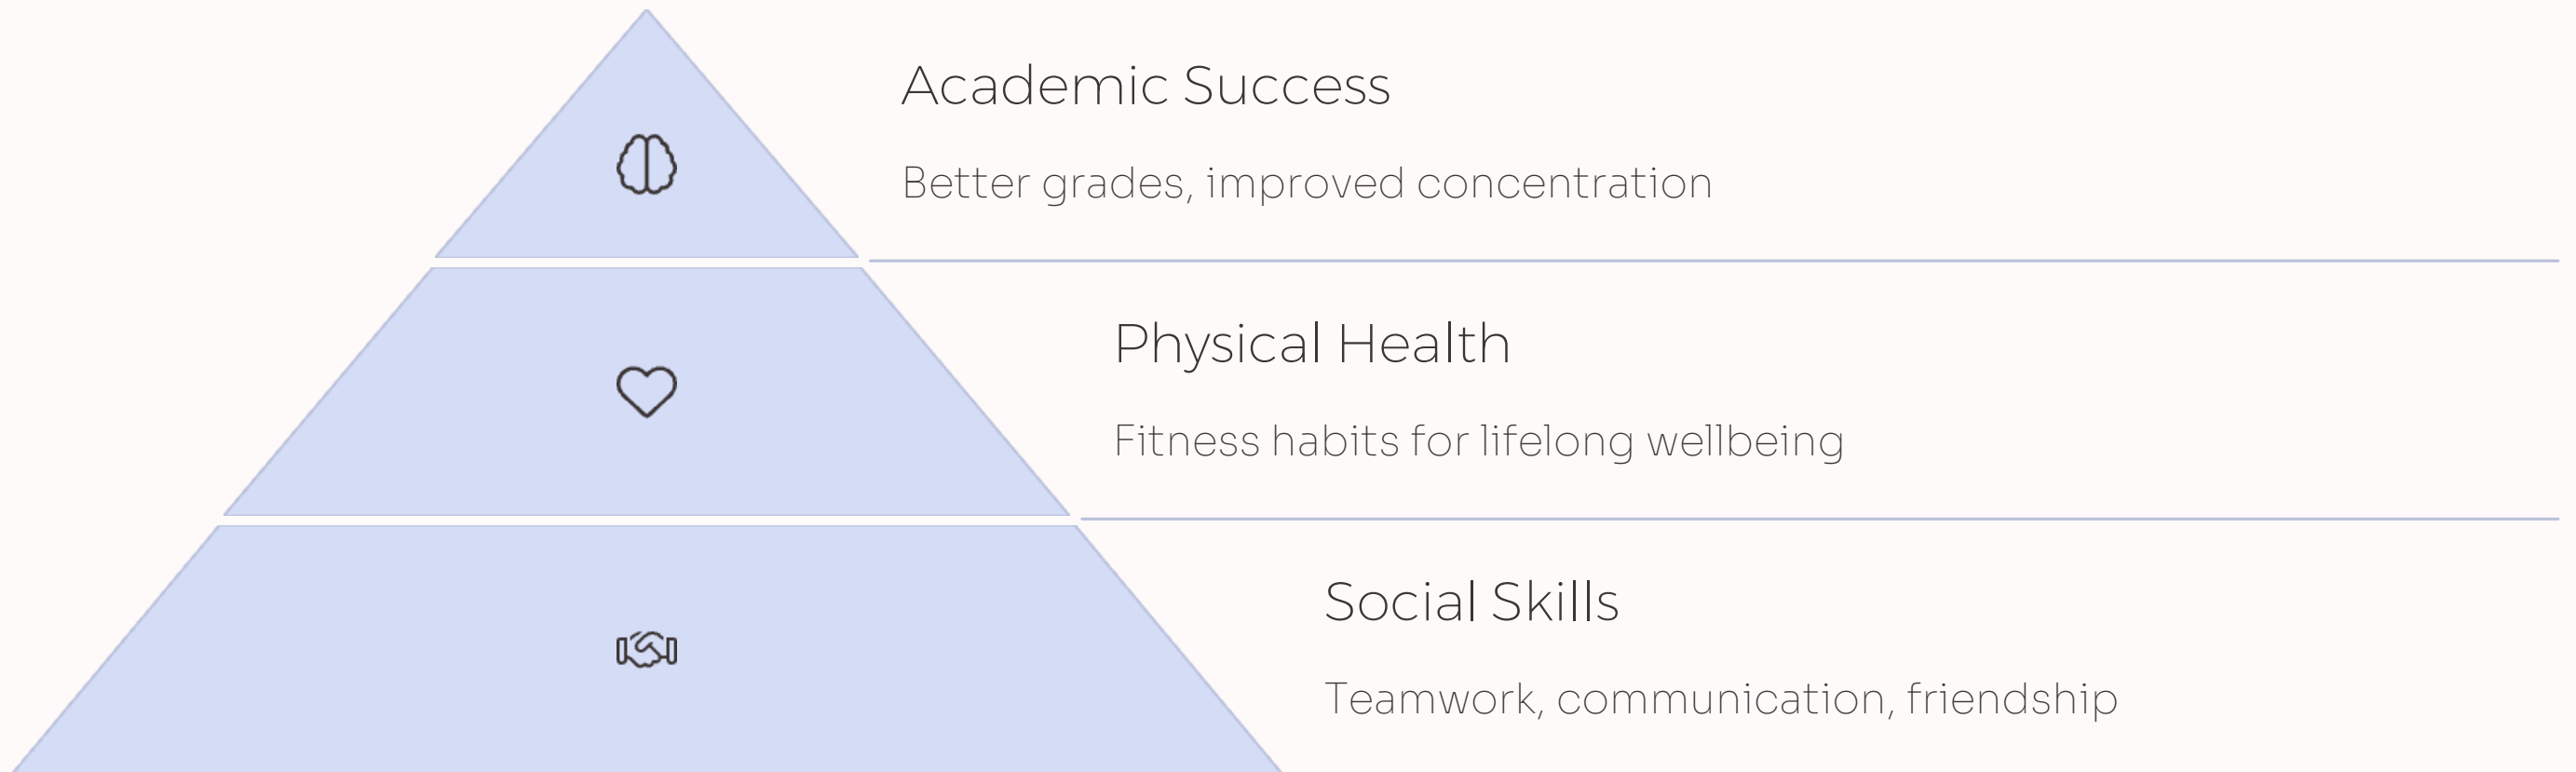 Academic Success
Better grades, improved concentration
Physical Health
Fitness habits for lifelong wellbeing
Social Skills
Teamwork, communication, friendship